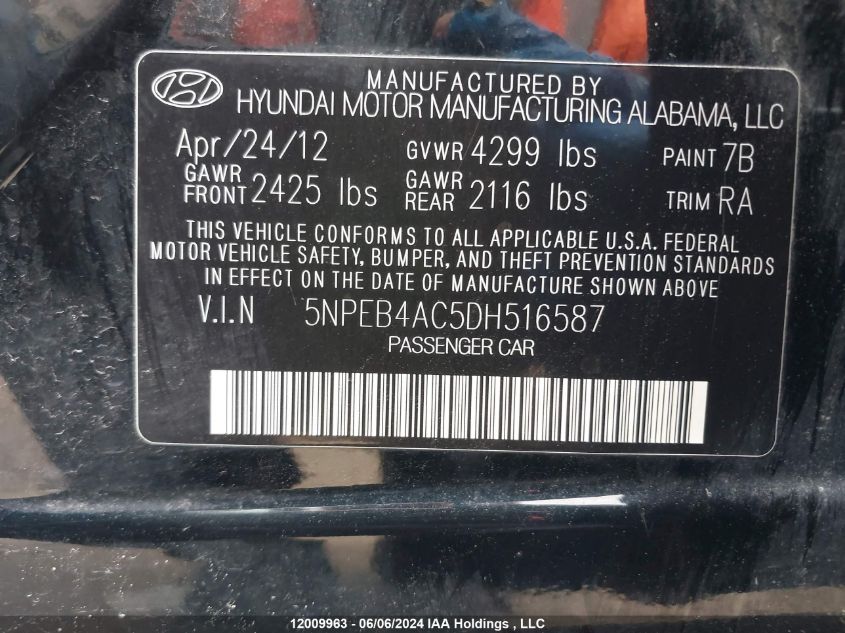 MANUFACTURED BY
HYUNDAI MOTOR MANUFACTURING ALABAMA, LLC
Apr/24/12 GVWR 4299 lbs PAINT 7B
GAWR FRONT 2425 lbs GAWR REAR 2116 lbs TRIM RA
THIS VEHICLE CONFORMS TO ALL APPLICABLE U.S.A. FEDERAL
MOTOR VEHICLE SAFETY, BUMPER, AND THEFT PREVENTION STANDARDS
IN EFFECT ON THE DATE OF MANUFACTURE SHOWN ABOVE
V.I.N 5NPEB4AC5DH516587
PASSENGER CAR
12009963 - 06/06/2024 IAA Holdings , LLC